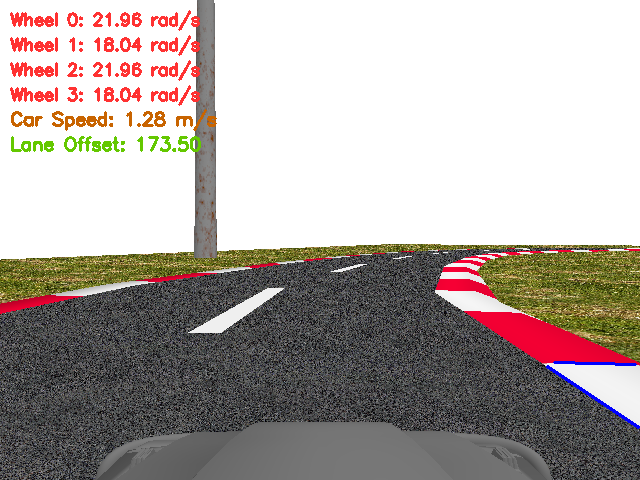 Wheel 0: 21.96 rad/s
Wheel 1: 18.04 rad/s
Wheel 2: 21.96 rad/s
Wheel 3: 18.04 rad/s
Car Speed: 1.28 m/s
Lane Offset: 173.50